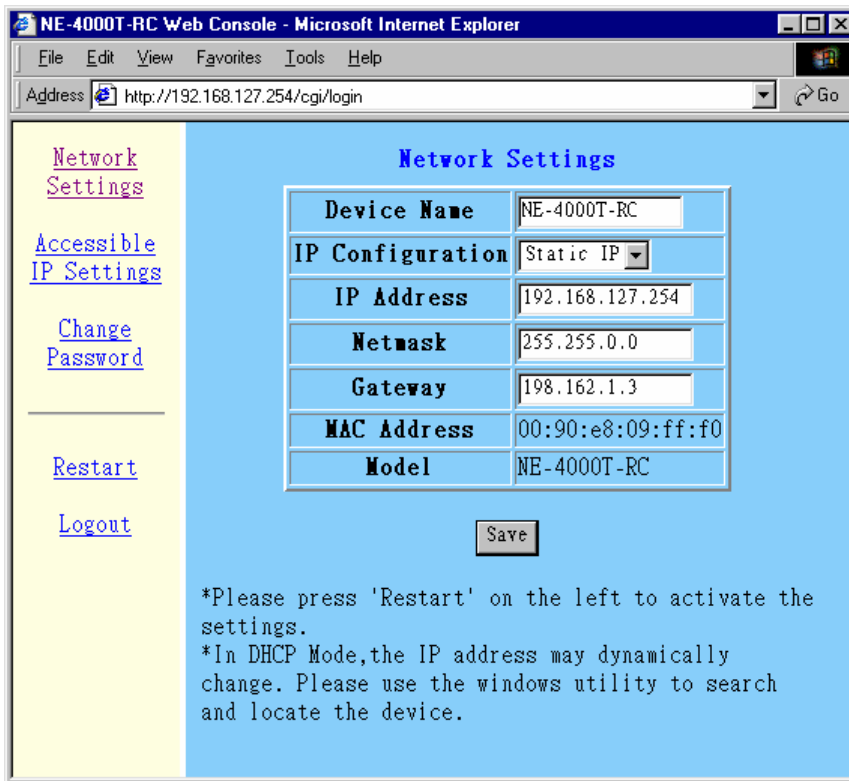 NE-4000T-RC Web Console - Microsoft Internet Explorer
File Edit View Favorites Tools Help
Address http://192.168.127.254/cgi/login Go
Network
Settings
Accessible
IP Settings
Change
Password
Restart
Logout
Network Settings
Device Name NE-4000T-RC
IP Configuration Static IP
IP Address 192.168.127.254
Netmask 255.255.0.0
Gateway 198.162.1.3
MAC Address 00:90:e8:09:ff:f0
Model NE-4000T-RC
Save
*Please press 'Restart' on the left to activate the
settings.
*In DHCP Mode,the IP address may dynamically
change. Please use the windows utility to search
and locate the device.